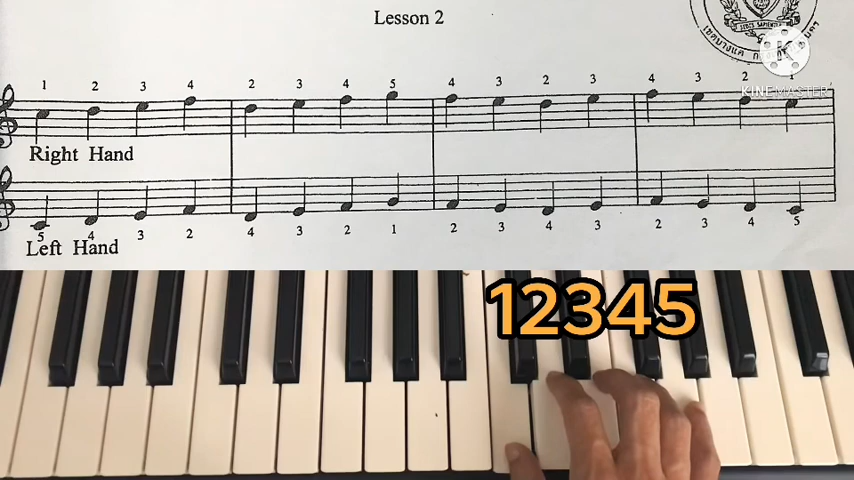 Lesson 2
SERVICE SAPIENTIA
K
KINEMASTER
1 2 3 4 2 3 4 5 4 3 2 3 4 3 2 1
Right Hand
5 4 3 2 4 3 2 1 2 3 4 3 2 3 4 5
Left Hand
12345